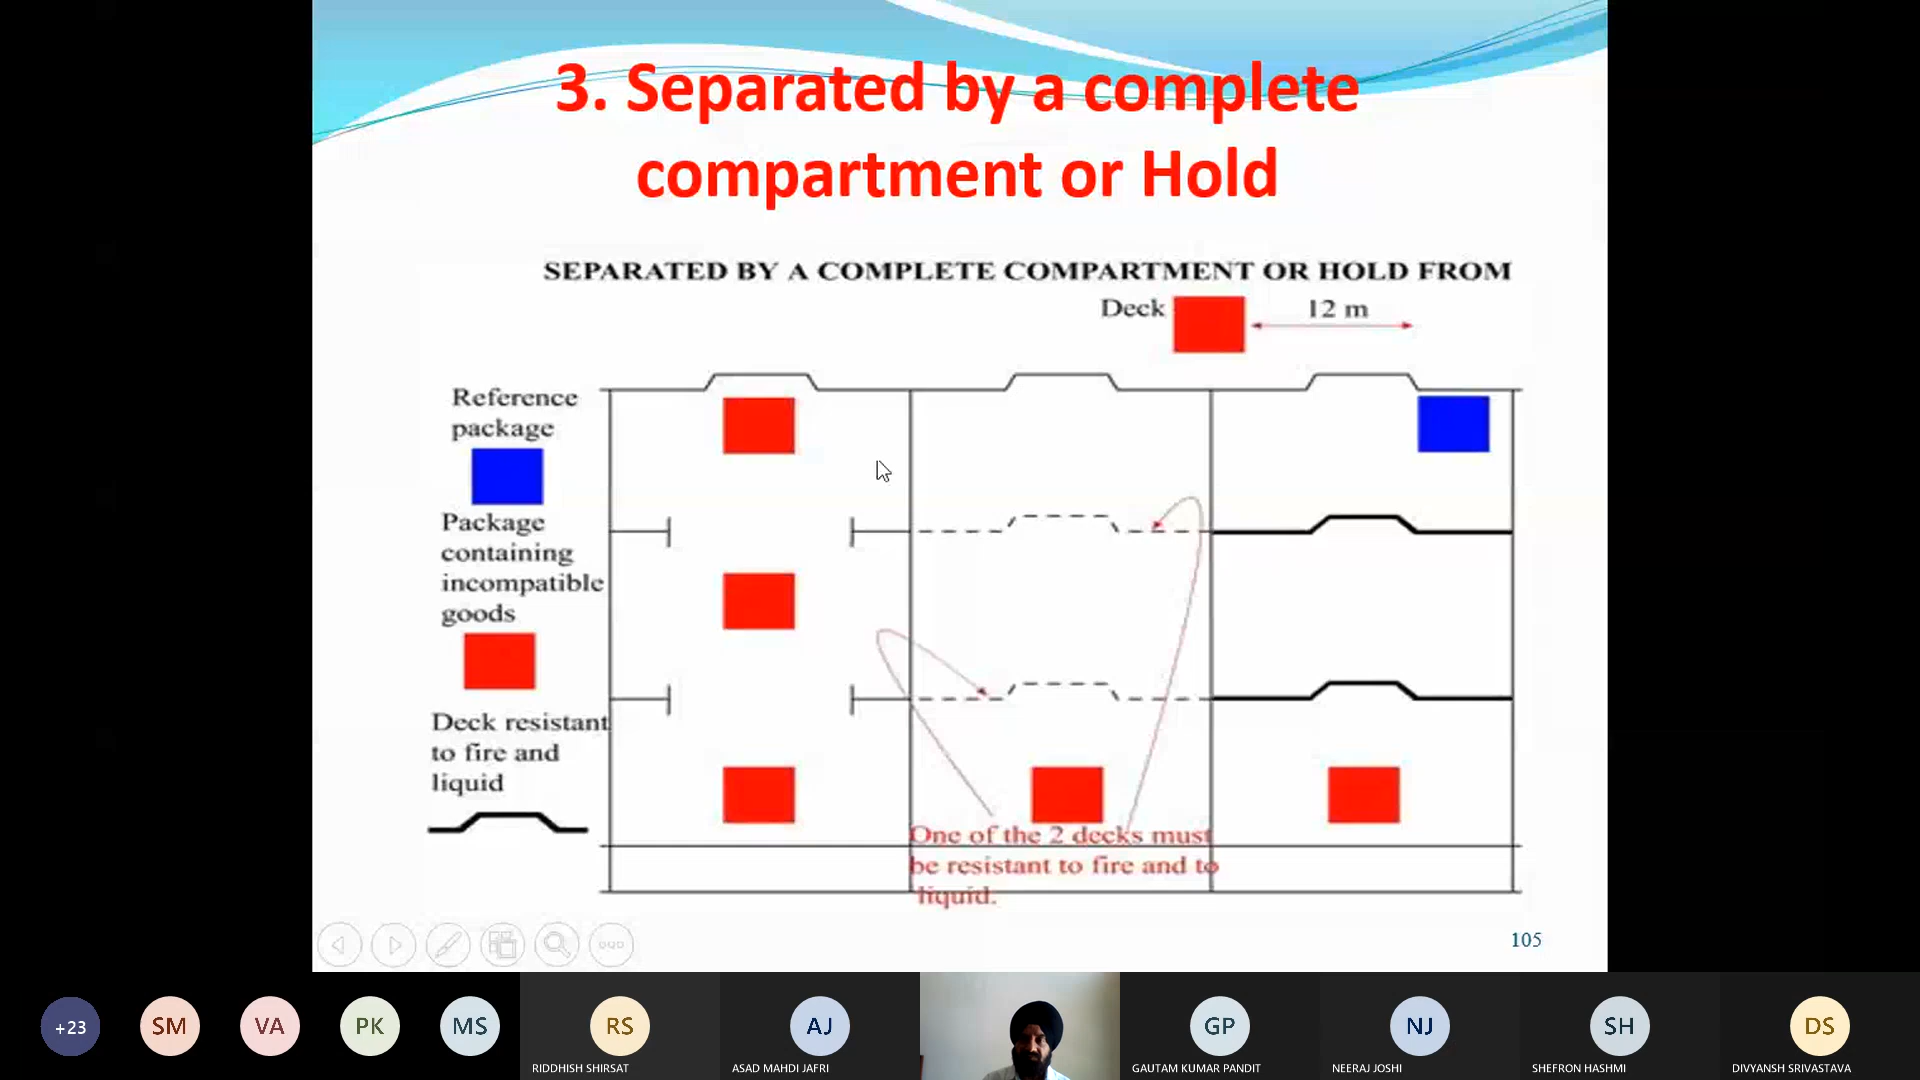 3. Separated by a complete
compartment or Hold
SEPARATED BY A COMPLETE COMPARTMENT OR HOLD FROM
Deck
12 m
Reference
package
Package
containing
incompatible
goods
Deck resistant
to fire and
liquid
One of the 2 decks must
be resistant to fire and to
liquid.
105
+23
SM
VA
PK
MS
RS
AJ
GP
NJ
SH
DS
RIDDHISH SHIRSAT
ASAD MAHDI JAFRI
GAUTAM KUMAR PANDIT
NEERAJ JOSHI
SHEFRON HASHMI
DIVYANSH SRIVASTAVA